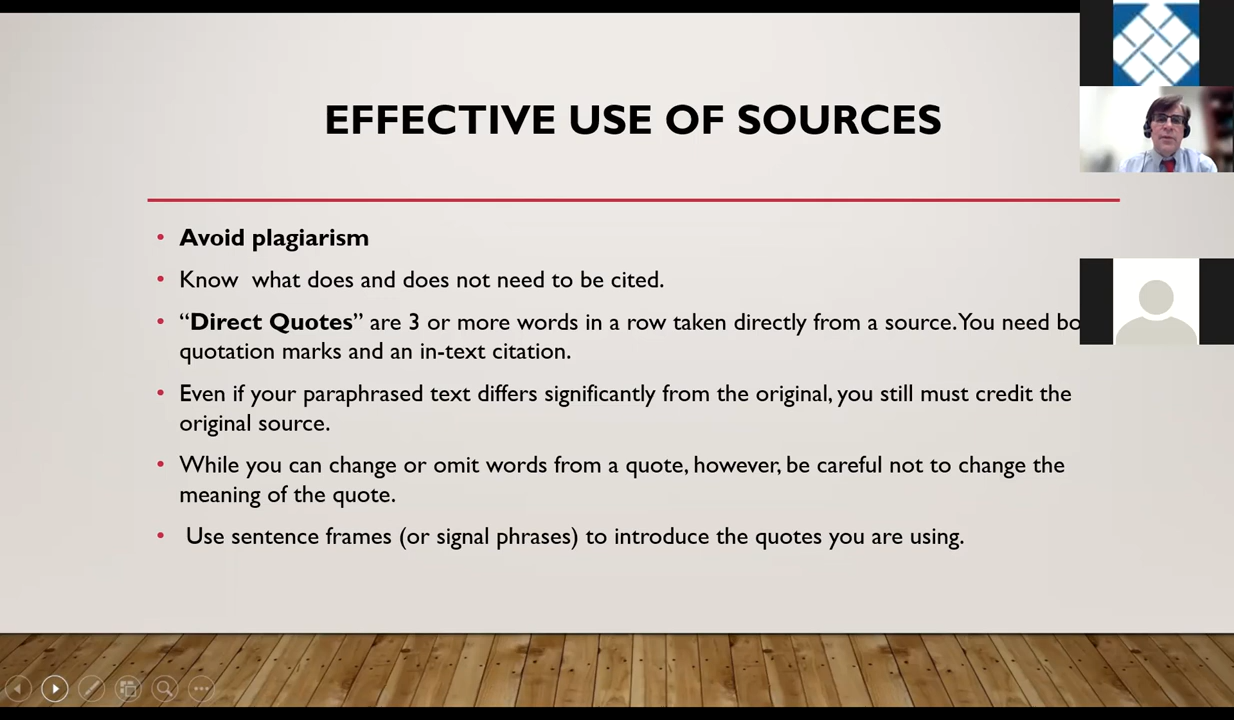 EFFECTIVE USE OF SOURCES
• Avoid plagiarism
• Know  what does and does not need to be cited.
• “Direct Quotes” are 3 or more words in a row taken directly from a source. You need
quotation marks and an in-text citation.
• Even if your paraphrased text differs significantly from the original, you still must credit the
original source.
• While you can change or omit words from a quote, however, be careful not to change the
meaning of the quote.
• Use sentence frames (or signal phrases) to introduce the quotes you are using.